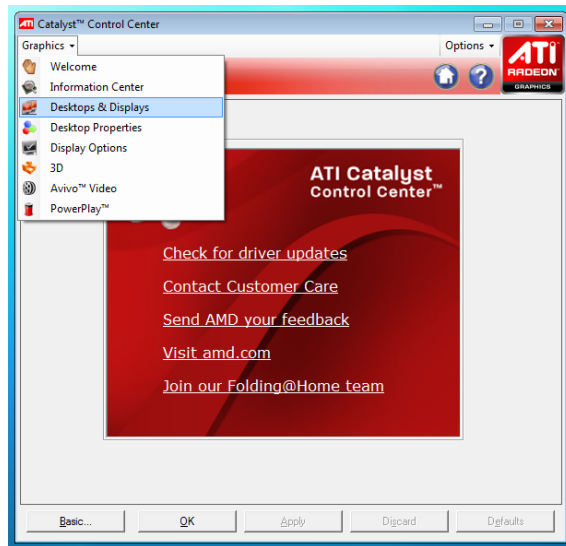 ATI Catalyst™ Control Center
Graphics Options
ATI
RADEON
GRAPHICS
Welcome
Information Center
Desktops & Displays
Desktop Properties
Display Options
3D
Avivo™ Video
PowerPlay™
ATI Catalyst
Control Center™
Check for driver updates
Contact Customer Care
Send AMD your feedback
Visit amd.com
Join our Folding@Home team
Basic... OK Apply Discard Defaults